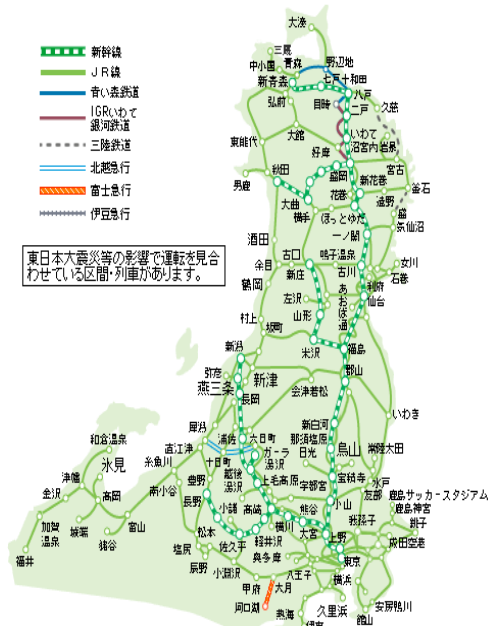 新幹線
JR線
青い森鉄道
IGRいわて
銀河鉄道
三陸鉄道
北越急行
富士急行
伊豆急行
東日本大震災等の影響で運転を見合
わせている区間・列車があります。
大湊
三厩
中小国
青森
野辺地
新青森
七戸十和田
八戸
弘前
目時
二戸
久慈
大館
いわて
沼宮内
岩泉
東能代
好摩
宮古
秋田
盛岡
男鹿
花巻
新花巻
釜石
大曲
遠野
横手
ほっとゆだ
盛
気仙沼
一ノ関
酒田
古口
鳴子温泉
余目
新庄
古川
女川
石巻
鶴岡
利府
左沢
あおば通
仙台
山形
村上
坂町
米沢
福島
新潟
郡山
弥彦
新津
燕三条
会津若松
長岡
いわき
新白河
犀潟
浦佐
六日町
那須塩原
烏山
常陸太田
和倉温泉
直江津
ガーラ
湯沢
日光
氷見
糸魚川
十日町
越後
湯沢
上毛高原
宝積寺
水戸
津幡
南小谷
豊野
宇都宮
友部
鹿島サッカースタジアム
金沢
高岡
長野
小諸
高崎
熊谷
小山
鹿島神宮
加賀
温泉
城端
富山
松本
横川
我孫子
銚子
猪谷
佐久平
軽井沢
大宮
上野
成田空港
福井
塩尻
奥多摩
東京
辰野
小淵沢
八王子
甲府
大月
横浜
河口湖
久里浜
安房鴨川
熱海
館山
伊東